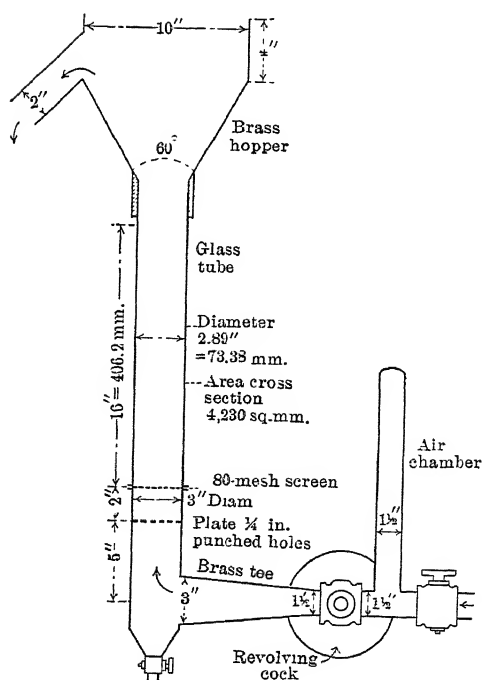 10"
4"
2"
Brass
hopper
60°
Glass
tube
16" = 406.2 mm.
Diameter
2.89"
=73.38 mm.
Area cross
section
4,230 sq.mm.
Air
chamber
80-mesh screen
2"
3" Diam
Plate ¼ in.
punched holes
1½"
5"
Brass tee
3"
1½"
1½"
Revolving
cock